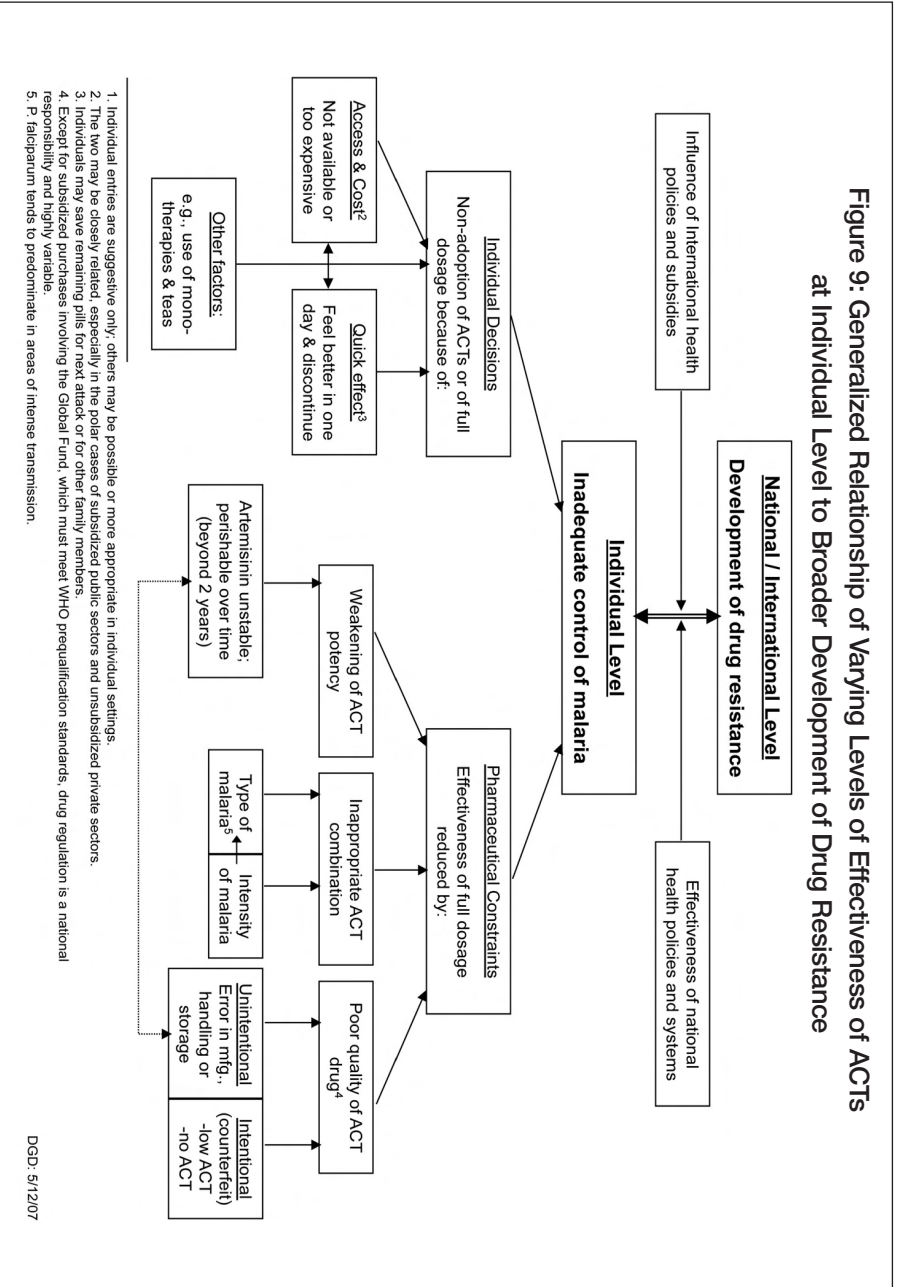 Figure 9: Generalized Relationship of Varying Levels of Effectiveness of ACTs
at Individual Level to Broader Development of Drug Resistance
National / International Level
Development of drug resistance
Influence of International health
policies and subsidies
Effectiveness of national
health policies and systems
Individual Level
Inadequate control of malaria
Individual Decisions
Non-adoption of ACTs or of full
dosage because of:
Pharmaceutical Constraints
Effectiveness of full dosage
reduced by:
Access & Cost²
Not available or
too expensive
Quick effect³
Feel better in one
day & discontinue
Other factors:
e.g., use of mono-
therapies & teas
Weakening of ACT
potency
Inappropriate ACT
combination
Poor quality of ACT
drug⁴
Artemisinin unstable;
perishable over time
(beyond 2 years)
Type of
malaria⁵
Intensity
of malaria
Unintentional
Error in mfg.,
handling or
storage
Intentional
(counterfeit)
-low ACT
-no ACT
1. Individual entries are suggestive only; others may be possible or more appropriate in individual settings.
2. The two may be closely related, especially in the polar cases of subsidized public sectors and unsubsidized private sectors.
3. Individuals may save remaining pills for next attack or for other family members.
4. Except for subsidized purchases involving the Global Fund, which must meet WHO prequalification standards, drug regulation is a national
responsibility and highly variable.
5. P. falciparum tends to predominate in areas of intense transmission.
DGD: 5/12/07